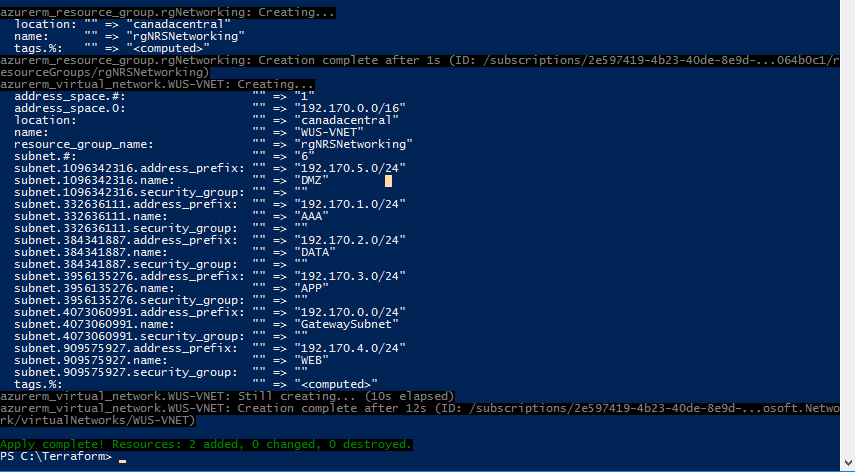 azurerm_resource_group.rgNetworking: Creating...
  location: "" => "canadacentral"
  name:     "" => "rgNRSNetworking"
  tags.%:   "" => "<computed>"
azurerm_resource_group.rgNetworking: Creation complete after 1s (ID: /subscriptions/2e597419-4b23-40de-8e9d-...064b0c1/r
esourceGroups/rgNRSNetworking)
azurerm_virtual_network.WUS-VNET: Creating...
  address_space.#:                  "" => "1"
  address_space.0:                  "" => "192.170.0.0/16"
  location:                         "" => "canadacentral"
  name:                             "" => "WUS-VNET"
  resource_group_name:              "" => "rgNRSNetworking"
  subnet.#:                         "" => "6"
  subnet.1096342316.address_prefix: "" => "192.170.5.0/24"
  subnet.1096342316.name:           "" => "DMZ"
  subnet.1096342316.security_group: "" => ""
  subnet.332636111.address_prefix:  "" => "192.170.1.0/24"
  subnet.332636111.name:            "" => "AAA"
  subnet.332636111.security_group:  "" => ""
  subnet.384341887.address_prefix:  "" => "192.170.2.0/24"
  subnet.384341887.name:            "" => "DATA"
  subnet.384341887.security_group:  "" => ""
  subnet.3956135276.address_prefix: "" => "192.170.3.0/24"
  subnet.3956135276.name:           "" => "APP"
  subnet.3956135276.security_group: "" => ""
  subnet.4073060991.address_prefix: "" => "192.170.0.0/24"
  subnet.4073060991.name:           "" => "GatewaySubnet"
  subnet.4073060991.security_group: "" => ""
  subnet.909575927.address_prefix:  "" => "192.170.4.0/24"
  subnet.909575927.name:            "" => "WEB"
  subnet.909575927.security_group:  "" => ""
  tags.%:                           "" => "<computed>"
azurerm_virtual_network.WUS-VNET: Still creating... (10s elapsed)
azurerm_virtual_network.WUS-VNET: Creation complete after 12s (ID: /subscriptions/2e597419-4b23-40de-8e9d-...osoft.Netwo
rk/virtualNetworks/WUS-VNET)
Apply complete! Resources: 2 added, 0 changed, 0 destroyed.
PS C:\Terraform> _